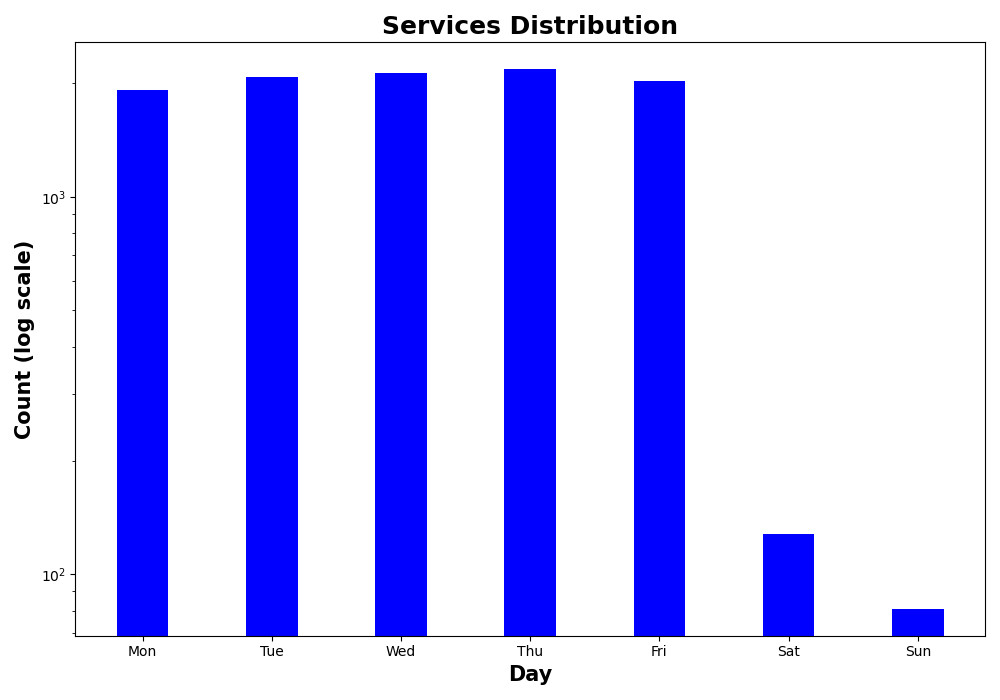 Services Distribution
Count (log scale)
10³
10²
Mon Tue Wed Thu Fri Sat Sun
Day